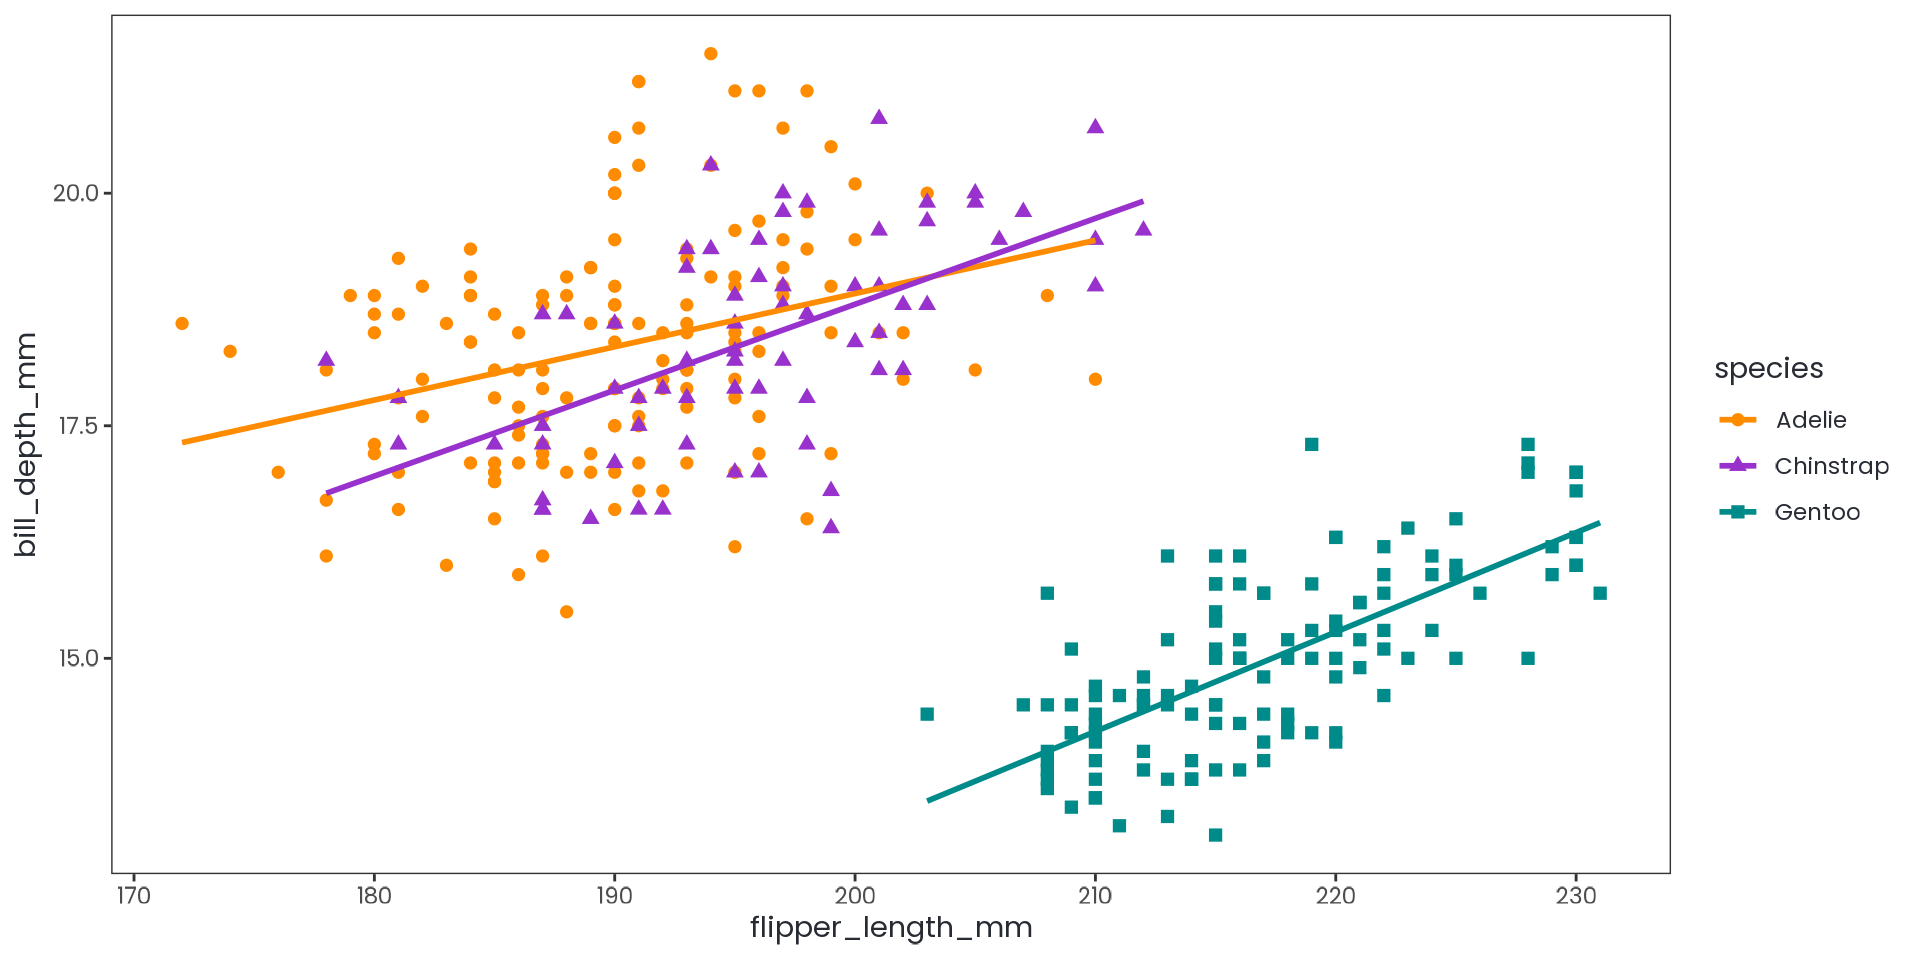 20.0
17.5
15.0
bill_depth_mm
170 180 190 200 210 220 230
flipper_length_mm
species
Adelie
Chinstrap
Gentoo